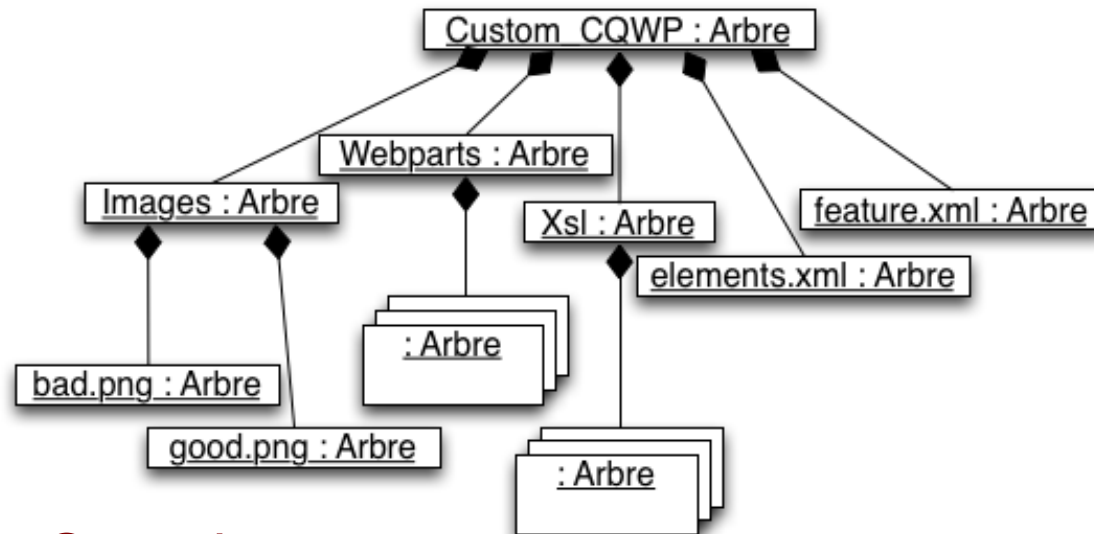 Custom_CQWP : Arbre
Webparts : Arbre
Images : Arbre
feature.xml : Arbre
Xsl : Arbre
elements.xml : Arbre
: Arbre
bad.png : Arbre
good.png : Arbre
: Arbre